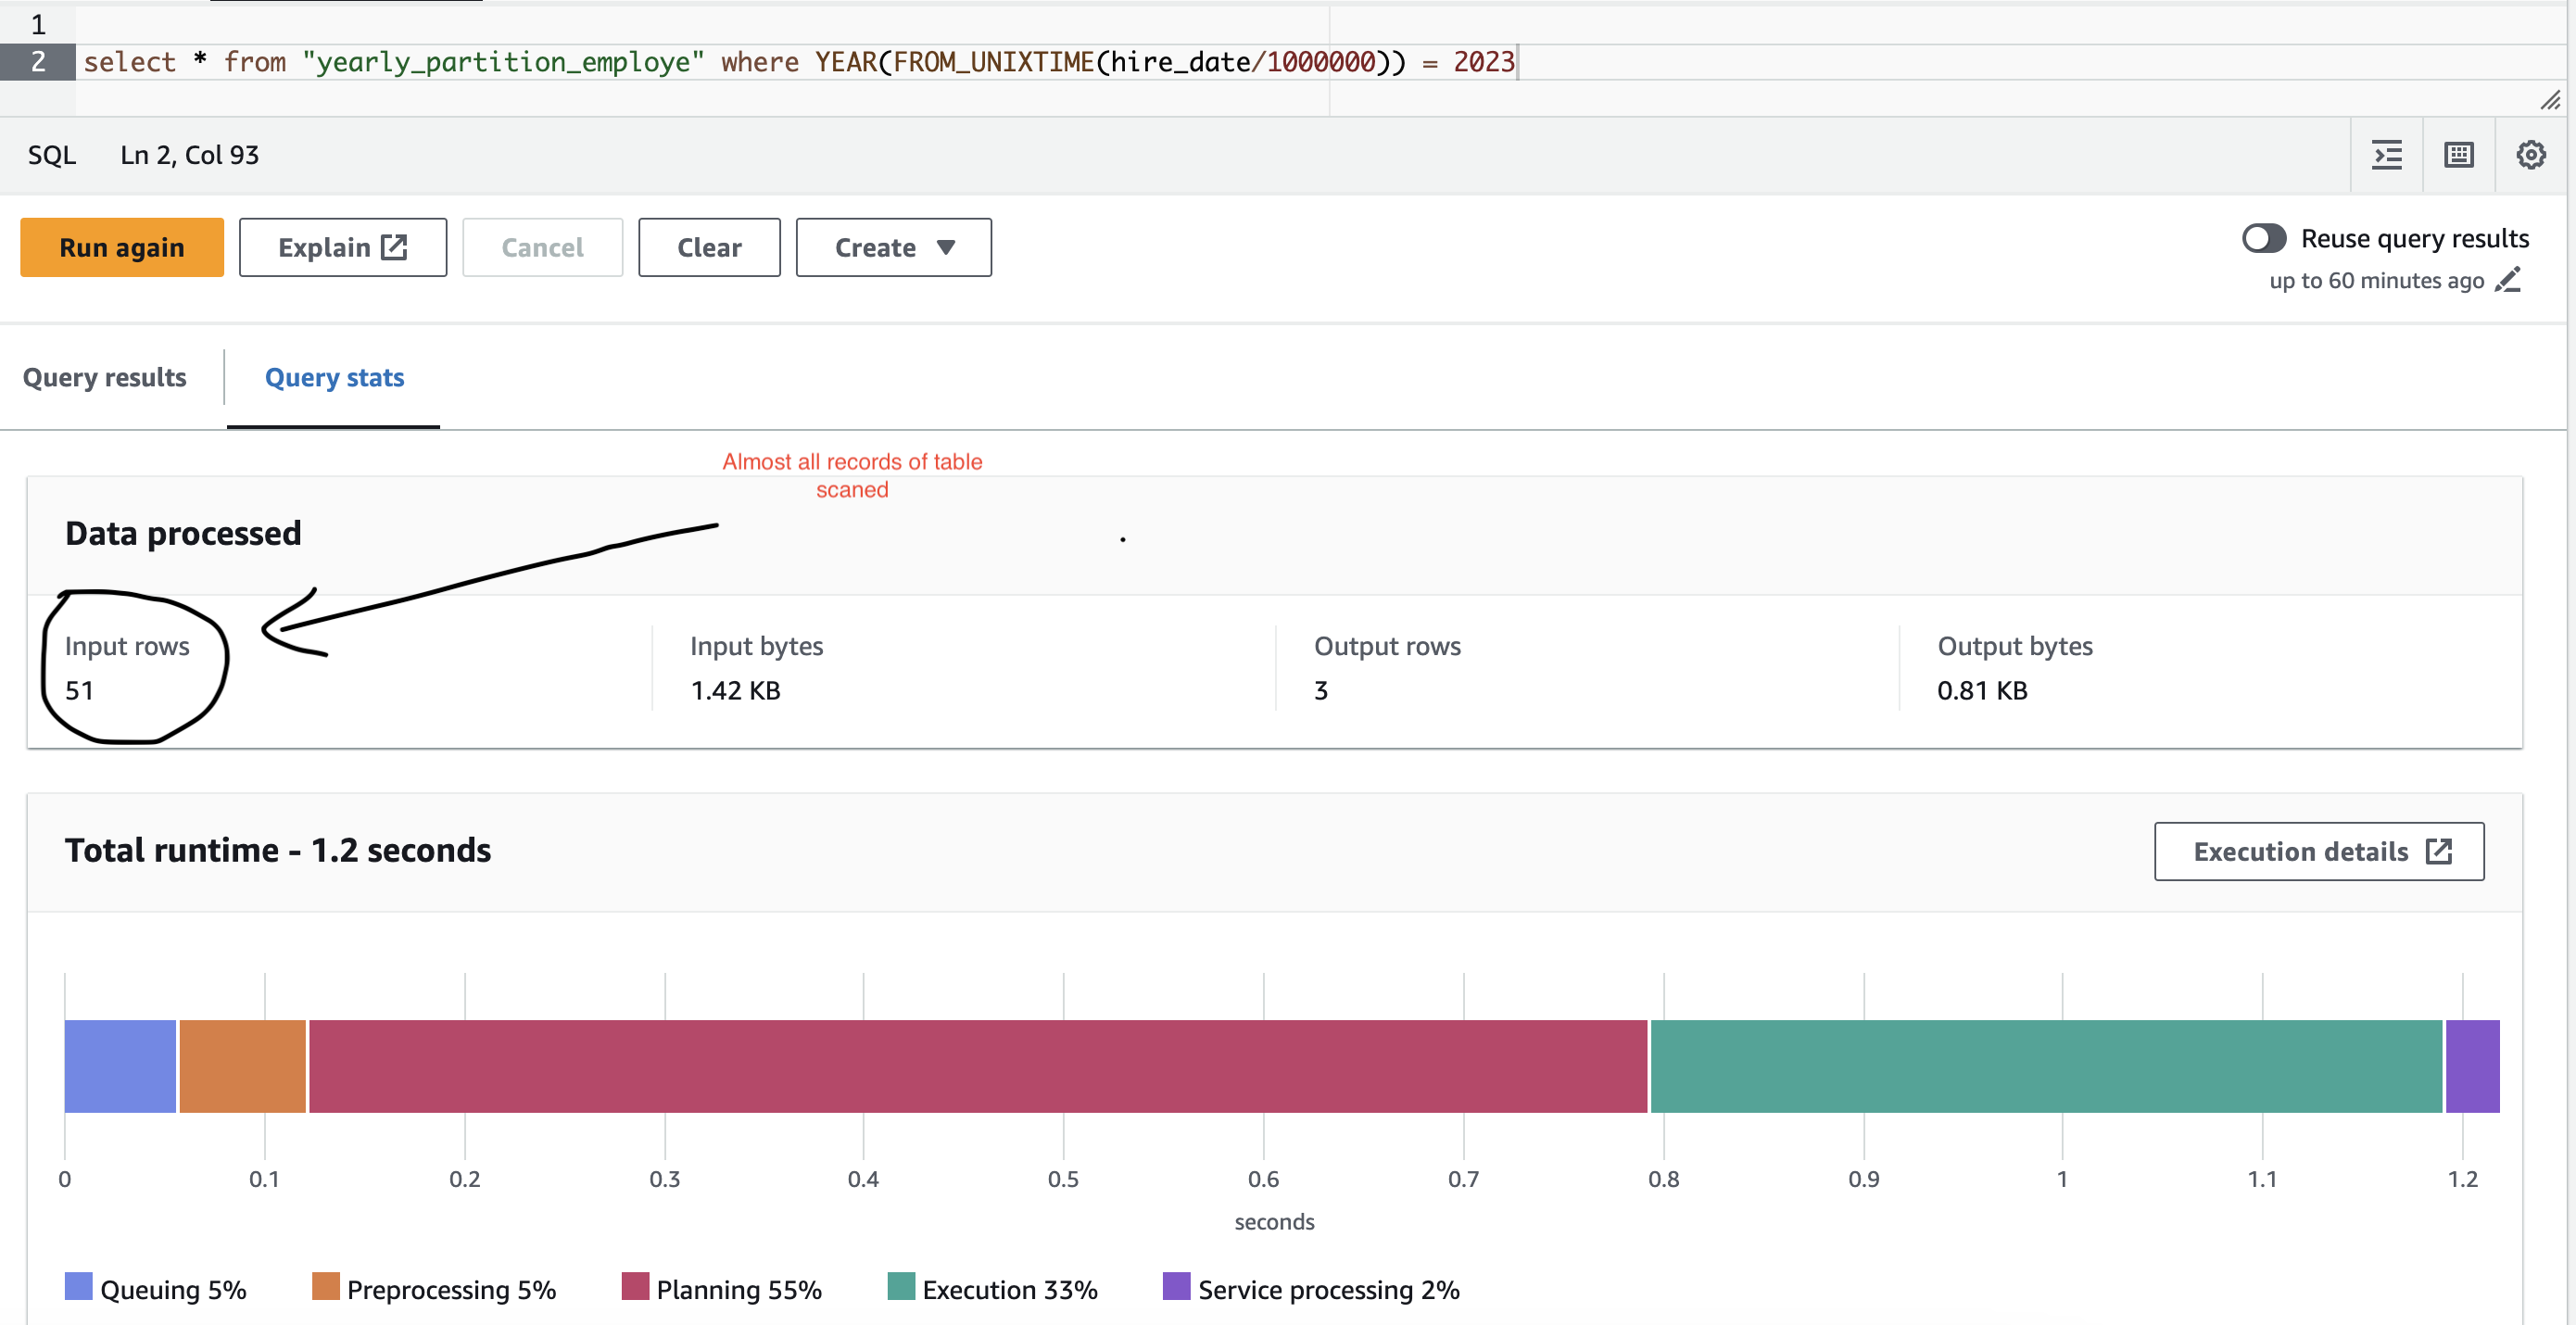 1
2 select * from "yearly_partition_employe" where YEAR(FROM_UNIXTIME(hire_date/1000000)) = 2023
SQL Ln 2, Col 93
Run again Explain Cancel Clear Create Reuse query results
up to 60 minutes ago
Query results Query stats
Almost all records of table
scaned
Data processed
Input rows Input bytes Output rows Output bytes
51 1.42 KB 3 0.81 KB
Total runtime - 1.2 seconds Execution details
0 0.1 0.2 0.3 0.4 0.5 0.6 0.7 0.8 0.9 1 1.1 1.2
seconds
Queuing 5% Preprocessing 5% Planning 55% Execution 33% Service processing 2%